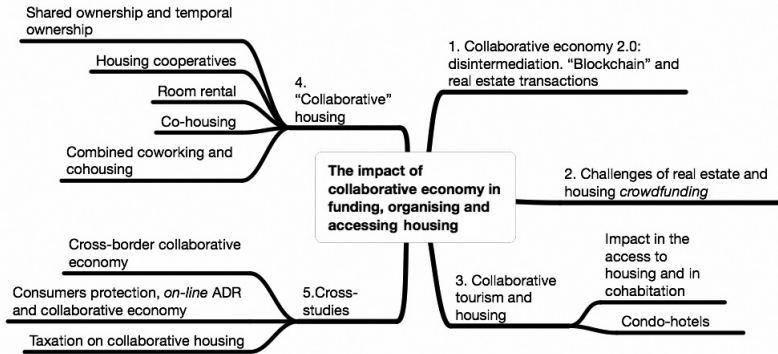 Shared ownership and temporal
ownership
Housing cooperatives
Room rental
Co-housing
Combined coworking and
cohousing
4.
“Collaborative”
housing
1. Collaborative economy 2.0:
disintermediation. “Blockchain” and
real estate transactions
The impact of
collaborative economy in
funding, organising and
accessing housing
2. Challenges of real estate and
housing crowdfunding
3. Collaborative
tourism and
housing
Impact in the
access to
housing and in
cohabitation
Condo-hotels
5.Cross-
studies
Cross-border collaborative
economy
Consumers protection, on-line ADR
and collaborative economy
Taxation on collaborative housing